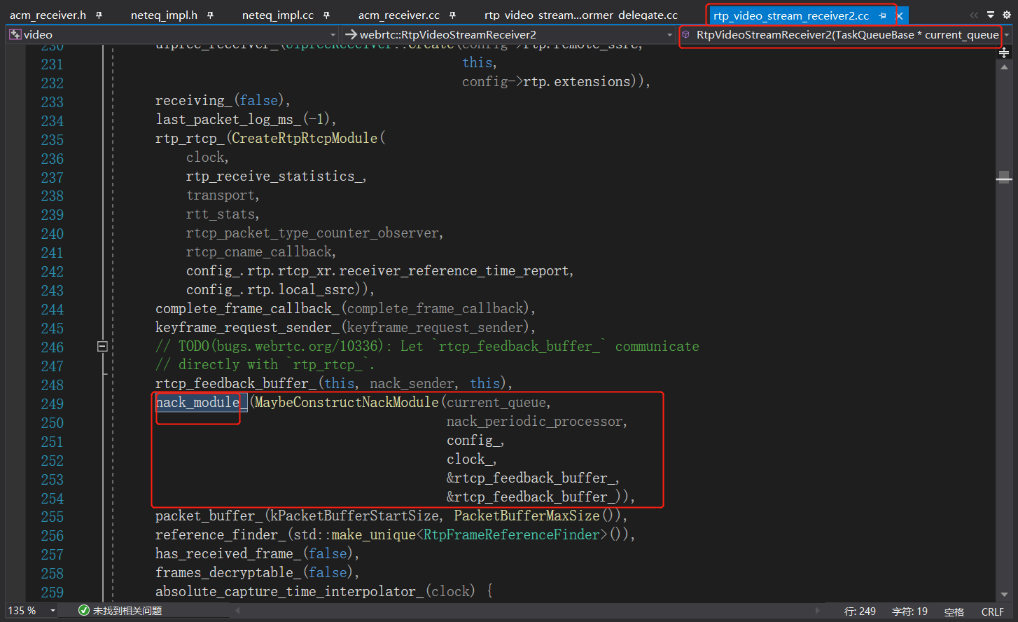 acm_receiver.h neteq_impl.h neteq_impl.cc acm_receiver.cc rtp_video_stream...ormer_delegate.cc rtp_video_stream_receiver2.cc
video webrtc::RtpVideoStreamReceiver2 RtpVideoStreamReceiver2(TaskQueueBase * current_queue
230 ulpfec_receiver_(UlpfecReceiver::Create(config->rtp.remote_ssrc,
231 this,
232 config->rtp.extensions)),
233 receiving_(false),
234 last_packet_log_ms_(-1),
235 rtp_rtcp_(CreateRtpRtcpModule(
236 clock,
237 rtp_receive_statistics_,
238 transport,
239 rtt_stats,
240 rtcp_packet_type_counter_observer,
241 rtcp_cname_callback,
242 config_.rtp.rtcp_xr.receiver_reference_time_report,
243 config_.rtp.local_ssrc)),
244 complete_frame_callback_(complete_frame_callback),
245 keyframe_request_sender_(keyframe_request_sender),
246 // TODO(bugs.webrtc.org/10336): Let `rtcp_feedback_buffer_` communicate
247 // directly with `rtp_rtcp_`.
248 rtcp_feedback_buffer_(this, nack_sender, this),
249 nack_module_(MaybeConstructNackModule(current_queue,
250 nack_periodic_processor,
251 config_,
252 clock_,
253 &rtcp_feedback_buffer_,
254 &rtcp_feedback_buffer_)),
255 packet_buffer_(kPacketBufferStartSize, PacketBufferMaxSize()),
256 reference_finder_(std::make_unique<RtpFrameReferenceFinder>()),
257 has_received_frame_(false),
258 frames_decryptable_(false),
259 absolute_capture_time_interpolator_(clock) {
135 % 未找到相关问题 行: 249 字符: 19 空格 CRLF